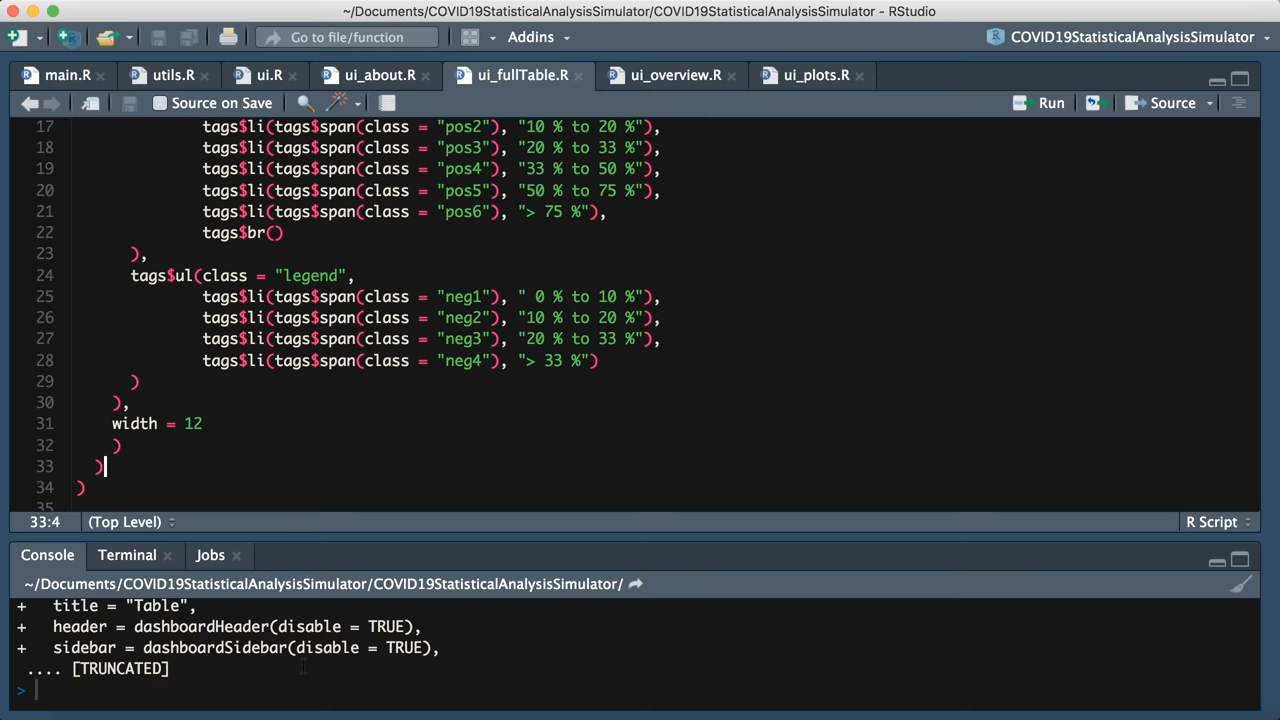 ~/Documents/COVID19StatisticalAnalysisSimulator/COVID19StatisticalAnalysisSimulator - RStudio
Go to file/function Addins COVID19StatisticalAnalysisSimulator
main.R utils.R ui.R ui_about.R ui_fullTable.R ui_overview.R ui_plots.R
Source on Save Run Source
17 tags$li(tags$span(class = "pos2"), "10 % to 20 %"),
18 tags$li(tags$span(class = "pos3"), "20 % to 33 %"),
19 tags$li(tags$span(class = "pos4"), "33 % to 50 %"),
20 tags$li(tags$span(class = "pos5"), "50 % to 75 %"),
21 tags$li(tags$span(class = "pos6"), "> 75 %"),
22 tags$br()
23 ),
24 tags$ul(class = "legend",
25 tags$li(tags$span(class = "neg1"), " 0 % to 10 %"),
26 tags$li(tags$span(class = "neg2"), "10 % to 20 %"),
27 tags$li(tags$span(class = "neg3"), "20 % to 33 %"),
28 tags$li(tags$span(class = "neg4"), "> 33 %")
29 )
30 ),
31 width = 12
32 )
33 )
34 )
35
33:4 (Top Level) R Script
Console Terminal Jobs
~/Documents/COVID19StatisticalAnalysisSimulator/COVID19StatisticalAnalysisSimulator/
+ title = "Table",
+ header = dashboardHeader(disable = TRUE),
+ sidebar = dashboardSidebar(disable = TRUE),
.... [TRUNCATED]
>